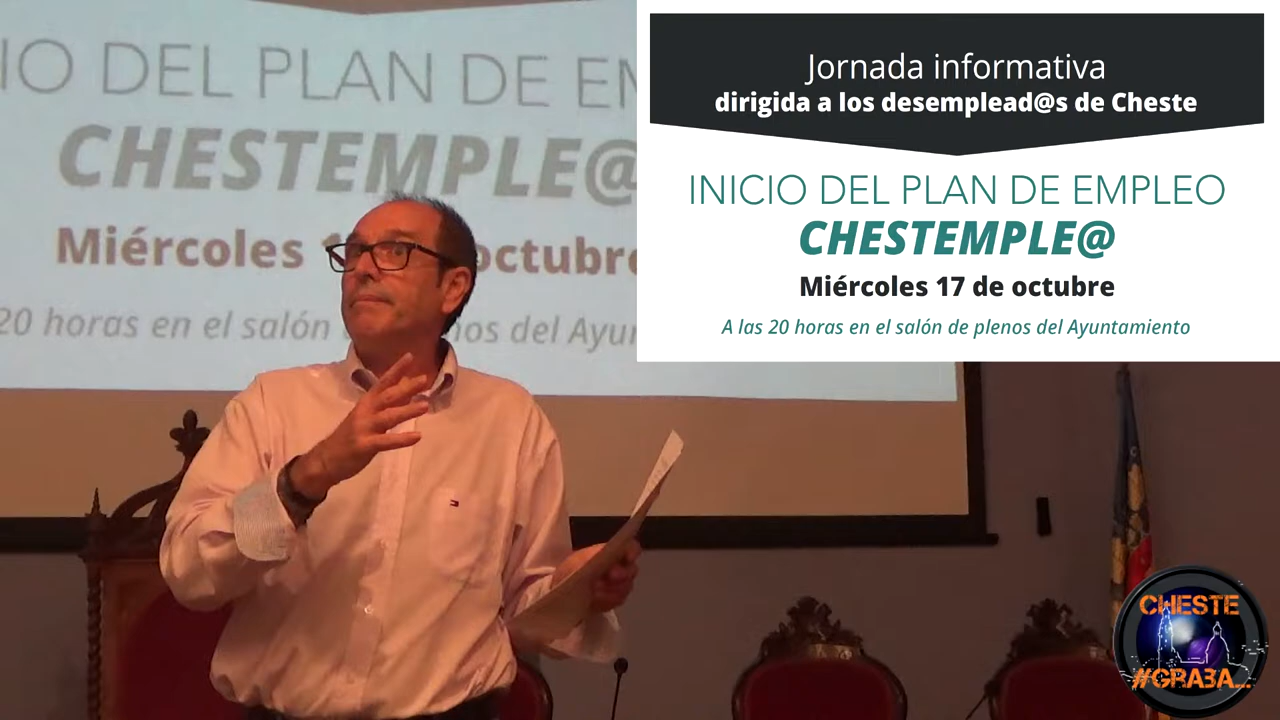 IO DEL PLAN DE EM
CHESTEMPLE@
Miércoles 1 octubre
20 horas en el salón nos del Ayun
Jornada informativa
dirigida a los desemplead@s de Cheste
INICIO DEL PLAN DE EMPLEO
CHESTEMPLE@
Miércoles 17 de octubre
A las 20 horas en el salón de plenos del Ayuntamiento
CHESTE
#GRABA...